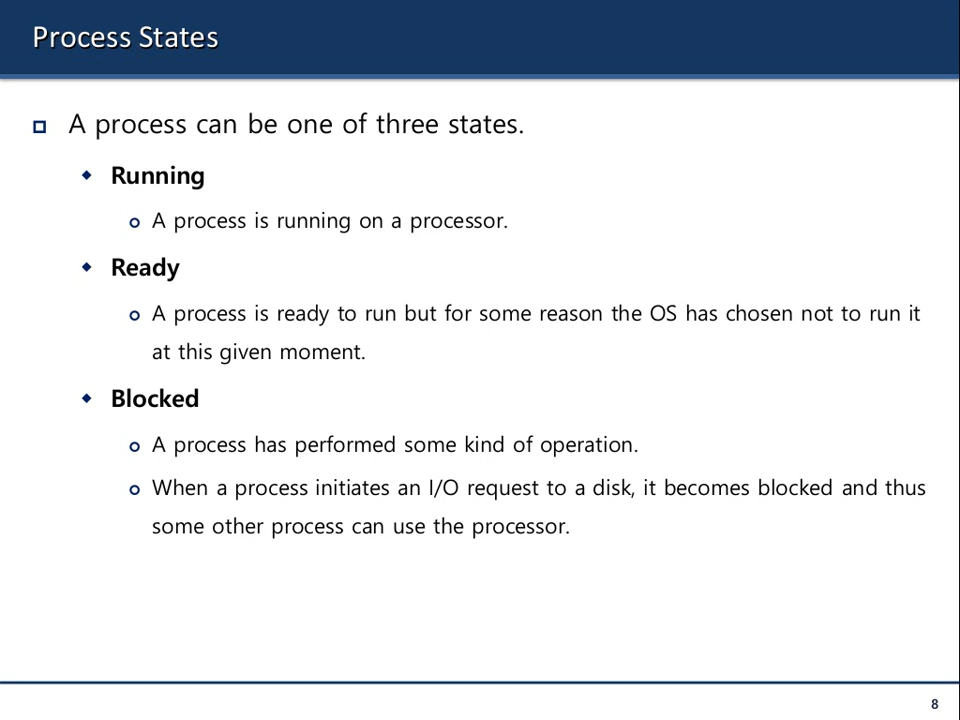 Process States
A process can be one of three states.
Running
A process is running on a processor.
Ready
A process is ready to run but for some reason the OS has chosen not to run it
at this given moment.
Blocked
A process has performed some kind of operation.
When a process initiates an I/O request to a disk, it becomes blocked and thus
some other process can use the processor.
8